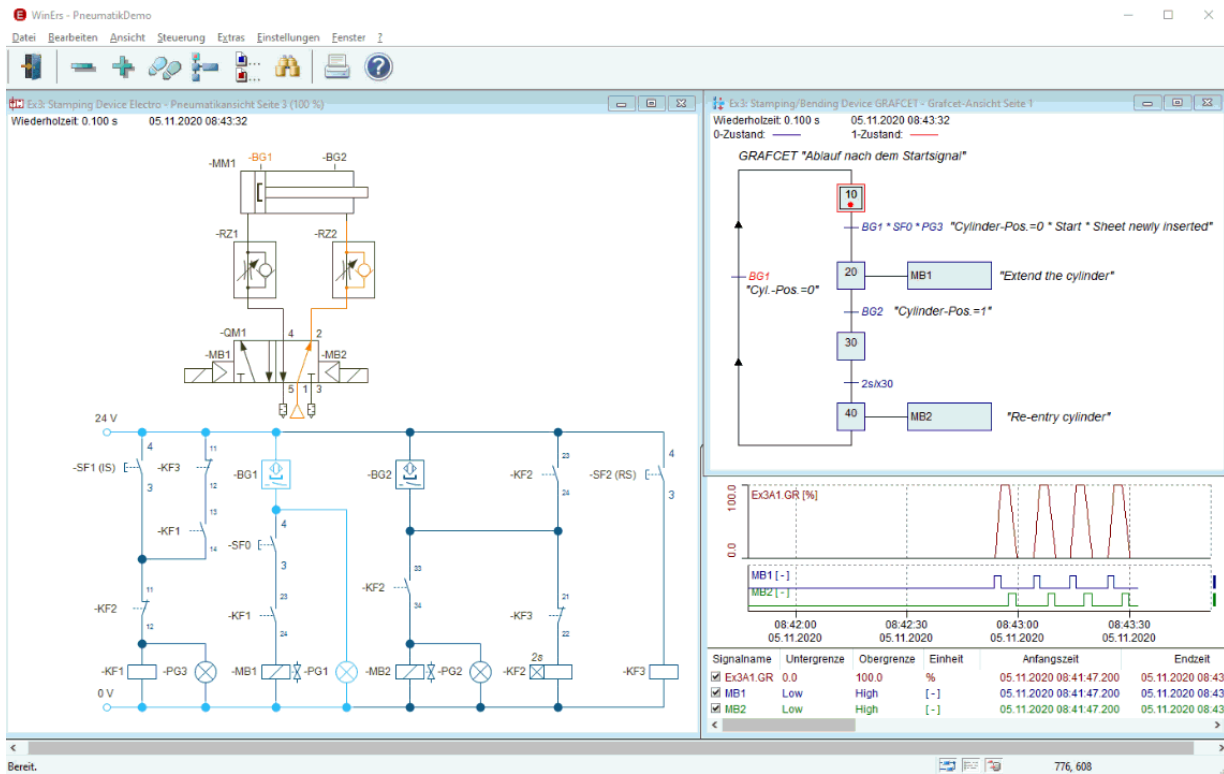 WinErs - PneumatikDemo
Datei Bearbeiten Ansicht Steuerung Extras Einstellungen Fenster ?
Ex3: Stamping Device Electro - Pneumatikansicht Seite 3 (100 %)
Wiederholzeit: 0.100 s 05.11.2020 08:43:32
-MM1 -BG1 -BG2
-RZ1 -RZ2
-QM1 4 2
-MB1 -MB2
5 1 3
24 V
-SF1 (IS) 4 3
-KF3 11 12
-KF1 13 14
-BG1
-SF0 4 3
-BG2
-KF2 23 24
-SF2 (RS) 4 3
-KF2 11 12
-KF1 23 24
-KF2 33 34
-KF3 21 22
-KF1 -PG3 -MB1 -PG1 -MB2 -PG2 -KF2 2s -KF3
0 V
Ex3: Stamping/Bending Device GRAFCET - Grafcet-Ansicht Seite 1
Wiederholzeit: 0.100 s 05.11.2020 08:43:32
0-Zustand: 1-Zustand:
GRAFCET "Ablauf nach dem Startsignal"
10
BG1 * SF0 * PG3 "Cylinder-Pos.=0 * Start * Sheet newly inserted"
BG1
"Cyl.-Pos.=0"
20 MB1 "Extend the cylinder"
BG2 "Cylinder-Pos.=1"
30
2s/x30
40 MB2 "Re-entry cylinder"
100.0
0.0
Ex3A1.GR [%]
MB1 [ - ]
MB2 [ - ]
08:42:00 08:42:30 08:43:00 08:43:30
05.11.2020 05.11.2020 05.11.2020 05.11.2020
Signalname Untergrenze Obergrenze Einheit Anfangszeit Endzeit
Ex3A1.GR 0.0 100.0 % 05.11.2020 08:41:47.200 05.11.2020 08:43
MB1 Low High [ - ] 05.11.2020 08:41:47.200 05.11.2020 08:43
MB2 Low High [ - ] 05.11.2020 08:41:47.200 05.11.2020 08:43
Bereit. 776, 608